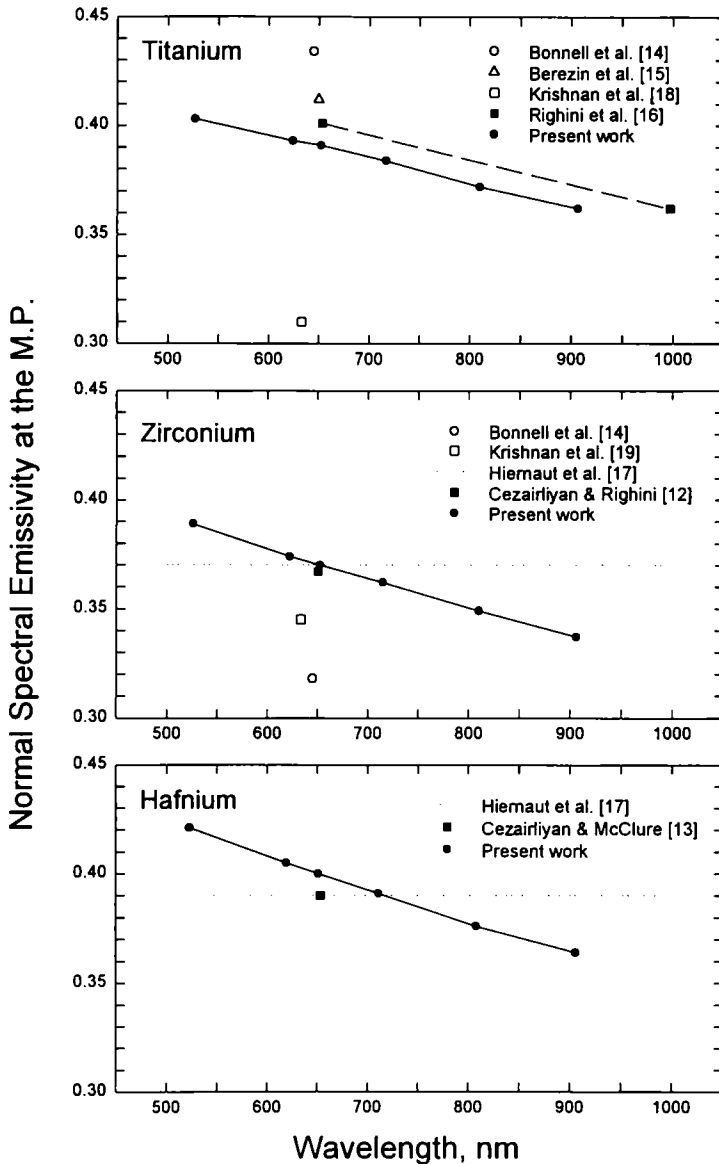 Normal Spectral Emissivity at the M.P.
0.45
Titanium
Bonnell et al. [14]
Berezin et al. [15]
Krishnan et al. [18]
Righini et al. [16]
Present work
0.40
0.35
0.30
500 600 700 800 900 1000
0.45
Zirconium
Bonnell et al. [14]
Krishnan et al. [19]
Hiernaut et al. [17]
Cezairliyan & Righini [12]
Present work
0.40
0.35
0.30
500 600 700 800 900 1000
0.45
Hafnium
Hiernaut et al. [17]
Cezairliyan & McClure [13]
Present work
0.40
0.35
0.30
500 600 700 800 900 1000
Wavelength, nm